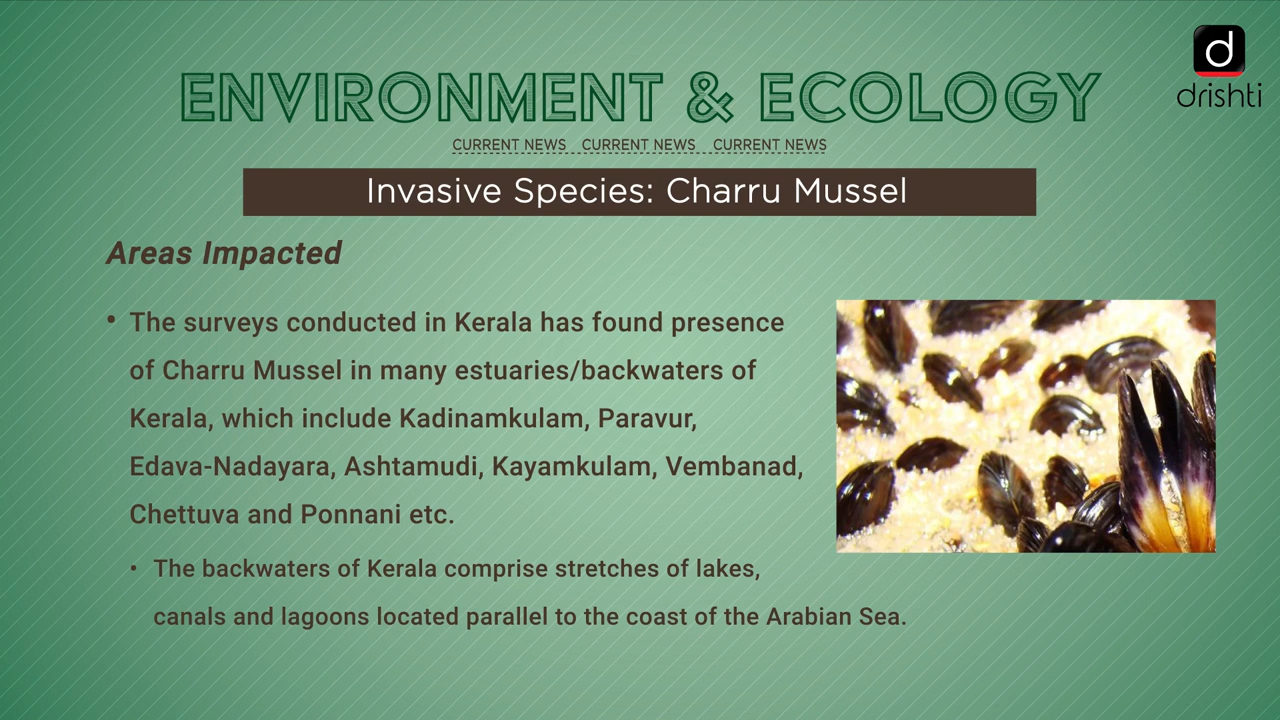 d
drishti
ENVIRONMENT & ECOLOGY
CURRENT NEWS CURRENT NEWS CURRENT NEWS
Invasive Species: Charru Mussel
Areas Impacted
• The surveys conducted in Kerala has found presence
of Charru Mussel in many estuaries/backwaters of
Kerala, which include Kadinamkulam, Paravur,
Edava-Nadayara, Ashtamudi, Kayamkulam, Vembanad,
Chettuva and Ponnani etc.
• The backwaters of Kerala comprise stretches of lakes,
canals and lagoons located parallel to the coast of the Arabian Sea.